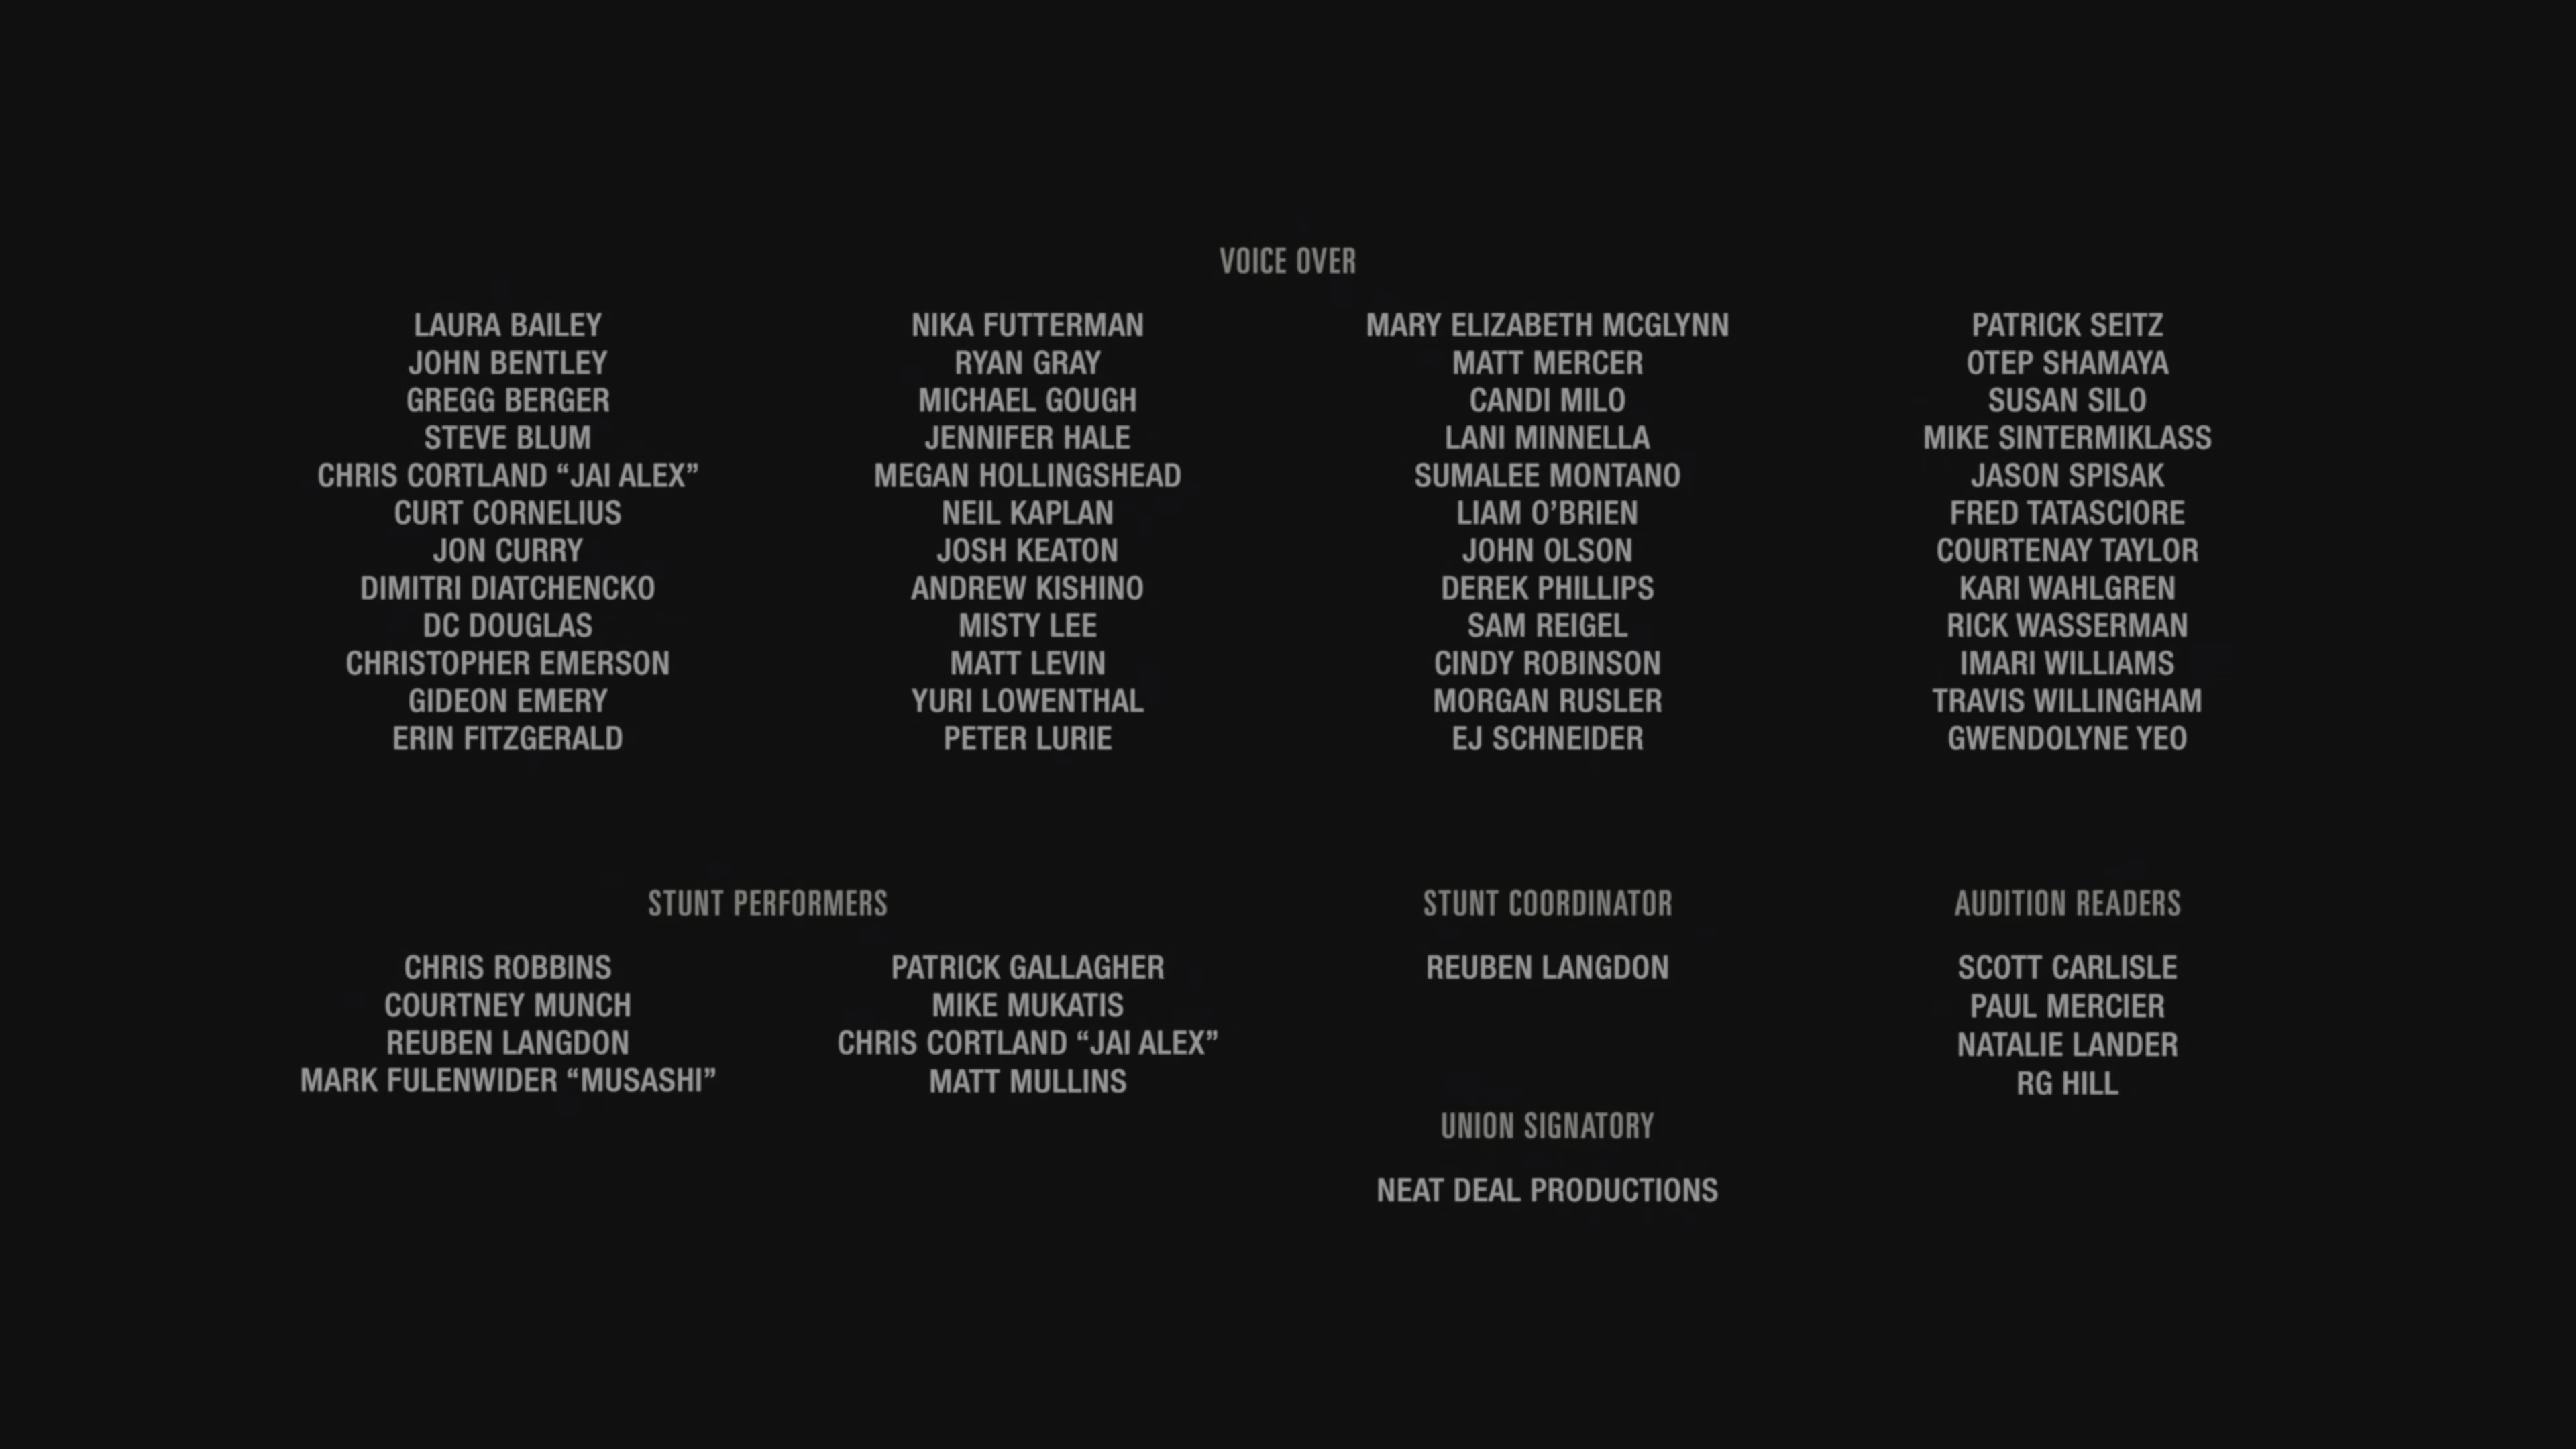 VOICE OVER
LAURA BAILEY
JOHN BENTLEY
GREGG BERGER
STEVE BLUM
CHRIS CORTLAND “JAI ALEX”
CURT CORNELIUS
JON CURRY
DIMITRI DIATCHENCKO
DC DOUGLAS
CHRISTOPHER EMERSON
GIDEON EMERY
ERIN FITZGERALD
NIKA FUTTERMAN
RYAN GRAY
MICHAEL GOUGH
JENNIFER HALE
MEGAN HOLLINGSHEAD
NEIL KAPLAN
JOSH KEATON
ANDREW KISHINO
MISTY LEE
MATT LEVIN
YURI LOWENTHAL
PETER LURIE
MARY ELIZABETH MCGLYNN
MATT MERCER
CANDI MILO
LANI MINNELLA
SUMALEE MONTANO
LIAM O’BRIEN
JOHN OLSON
DEREK PHILLIPS
SAM REIGEL
CINDY ROBINSON
MORGAN RUSLER
EJ SCHNEIDER
PATRICK SEITZ
OTEP SHAMAYA
SUSAN SILO
MIKE SINTERMIKLASS
JASON SPISAK
FRED TATASCIORE
COURTENAY TAYLOR
KARI WAHLGREN
RICK WASSERMAN
IMARI WILLIAMS
TRAVIS WILLINGHAM
GWENDOLYNE YEO
STUNT PERFORMERS
CHRIS ROBBINS
COURTNEY MUNCH
REUBEN LANGDON
MARK FULENWIDER “MUSASHI”
PATRICK GALLAGHER
MIKE MUKATIS
CHRIS CORTLAND “JAI ALEX”
MATT MULLINS
STUNT COORDINATOR
REUBEN LANGDON
UNION SIGNATORY
NEAT DEAL PRODUCTIONS
AUDITION READERS
SCOTT CARLISLE
PAUL MERCIER
NATALIE LANDER
RG HILL